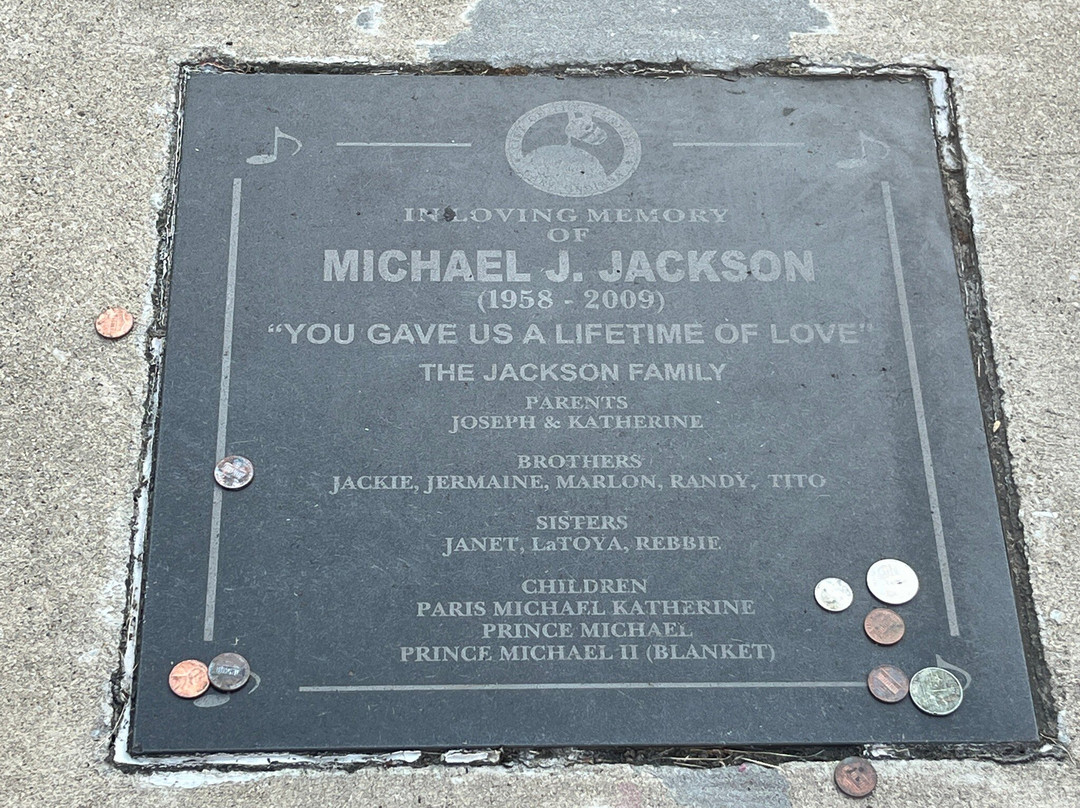 IN LOVING MEMORY
OF
MICHAEL J. JACKSON
(1958 - 2009)
“YOU GAVE US A LIFETIME OF LOVE”
THE JACKSON FAMILY
PARENTS
JOSEPH & KATHERINE
BROTHERS
JACKIE, JERMAINE, MARLON, RANDY, TITO
SISTERS
JANET, LaTOYA, REBBIE
CHILDREN
PARIS MICHAEL KATHERINE
PRINCE MICHAEL
PRINCE MICHAEL II (BLANKET)